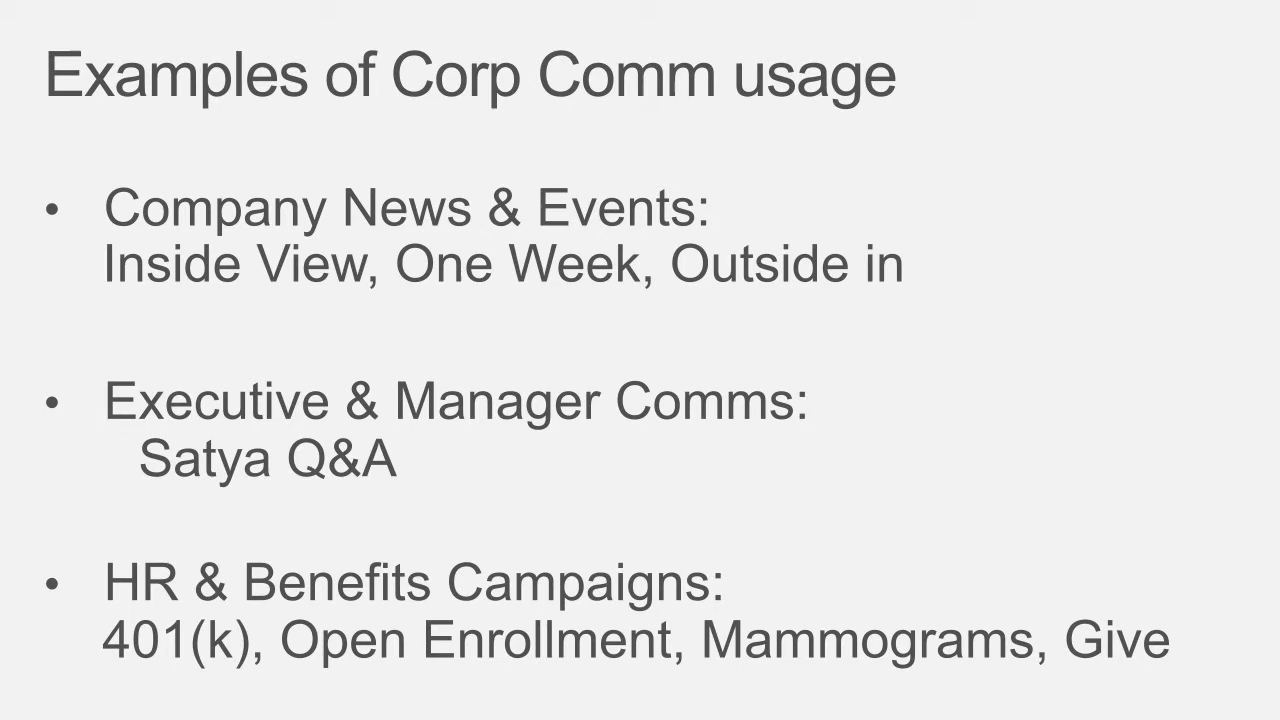 Examples of Corp Comm usage
• Company News & Events:
Inside View, One Week, Outside in
• Executive & Manager Comms:
Satya Q&A
• HR & Benefits Campaigns:
401(k), Open Enrollment, Mammograms, Give